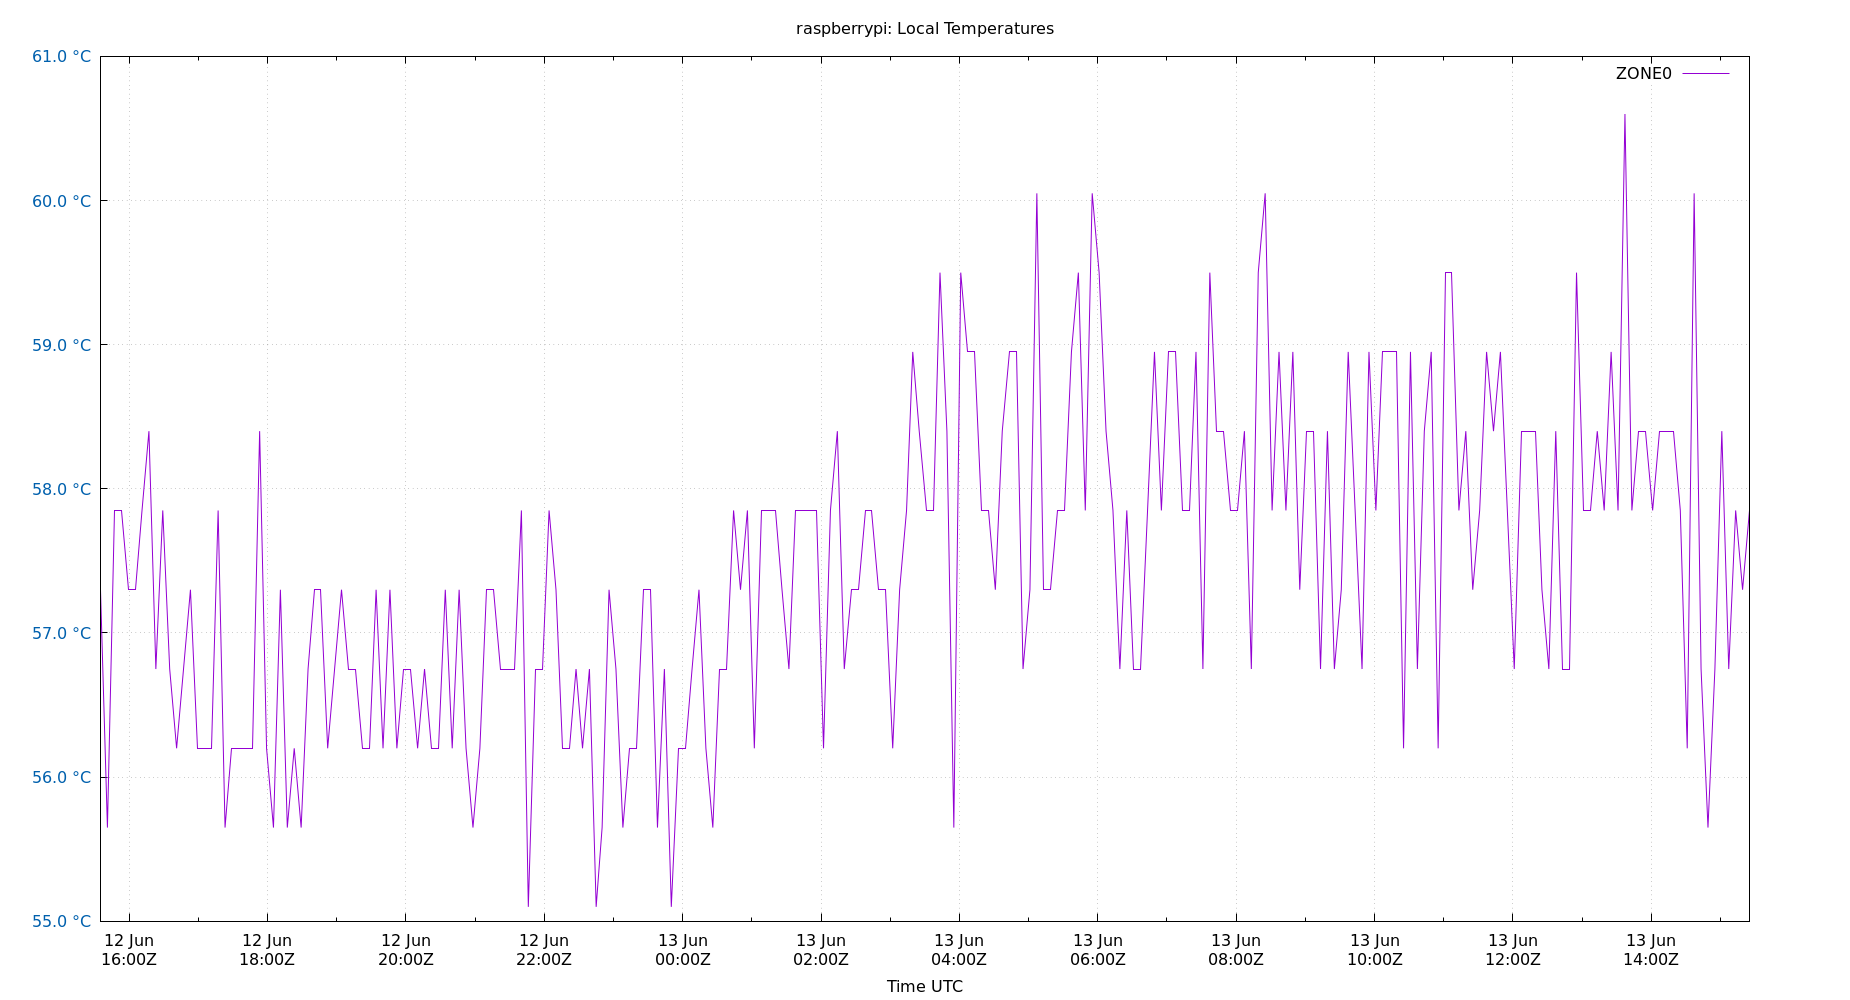 raspberrypi: Local Temperatures
61.0 °C
ZONE0
60.0 °C
59.0 °C
58.0 °C
57.0 °C
56.0 °C
55.0 °C
12 Jun 12 Jun 12 Jun 12 Jun 13 Jun 13 Jun 13 Jun 13 Jun 13 Jun 13 Jun 13 Jun 13 Jun
16:00Z 18:00Z 20:00Z 22:00Z 00:00Z 02:00Z 04:00Z 06:00Z 08:00Z 10:00Z 12:00Z 14:00Z
Time UTC